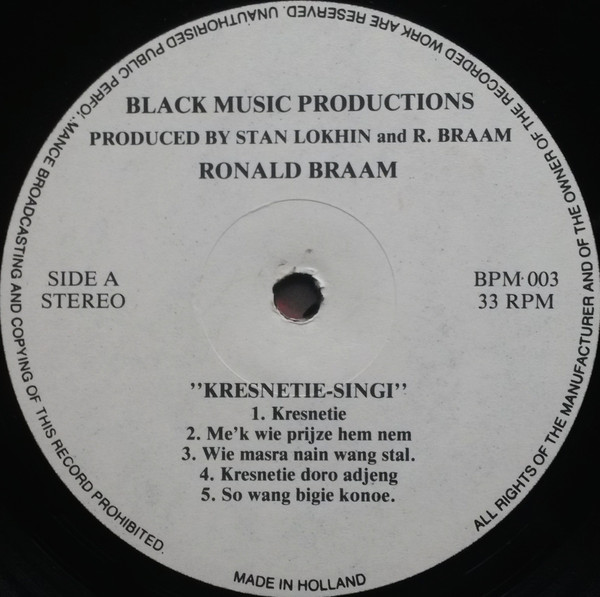 BLACK MUSIC PRODUCTIONS
PRODUCED BY STAN LOKHIN and R. BRAAM
RONALD BRAAM
SIDE A
STEREO
BPM 003
33 RPM
"KRESNETIE-SINGI"
1. Kresnetie
2. Me'k wie prijze hem nem
3. Wie masra nain wang stal.
4. Kresnetie doro adjeng
5. So wang bigie konoe.
ALL RIGHTS OF THE MANUFACTURER AND OF THE OWNER OF THE RECORDED WORK ARE RESERVED. UNAUTHORISED PUBLIC PERFO..MANCE BROADCASTING AND COPYING OF THIS RECORD PROHIBITED.
MADE IN HOLLAND